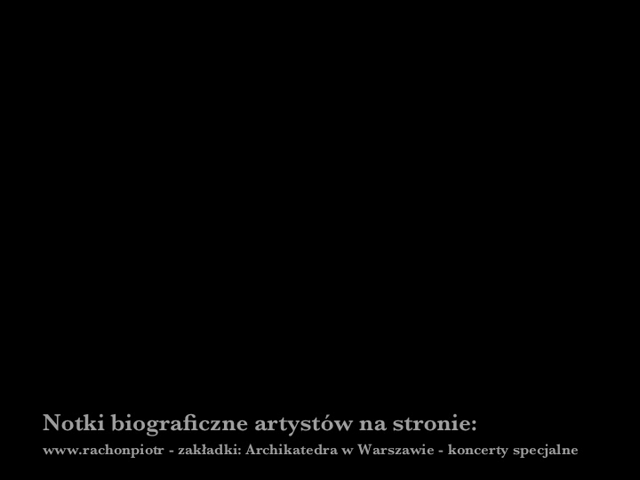 Notki biograficzne artystów na stronie:
www.rachonpiotr - zakładki: Archikatedra w Warszawie - koncerty specjalne